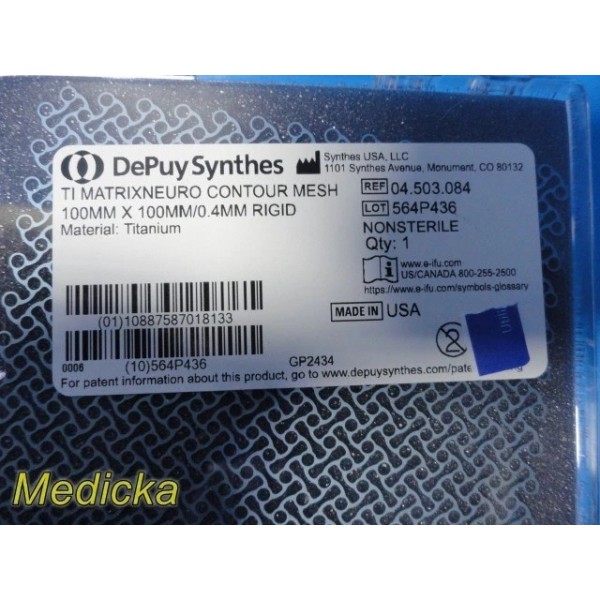 DePuy Synthes
Synthes USA, LLC
1101 Synthes Avenue, Monument, CO 80132
TI MATRIXNEURO CONTOUR MESH
100MM X 100MM/0.4MM RIGID
Material: Titanium
REF 04.503.084
LOT 564P436
NONSTERILE
Qty: 1
www.e-ifu.com
US/CANADA 800-255-2500
https://www.e-ifu.com/symbols-glossary
MADE IN USA
(01)10887587018133
0006
(10)564P436
GP2434
For patent information about this product, go to www.depuysynthes.com/pate
Medicka